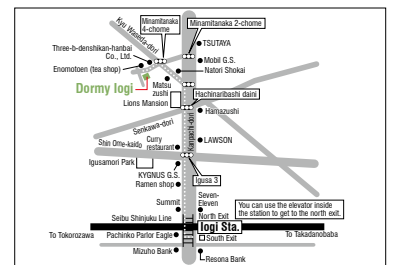 Kyu Waseda-dori
Minamitanaka
4-chome
Minamitanaka 2-chome
Three-b-denshikan-hanbai
Co., Ltd.
TSUTAYA
Mobil G.S.
Enomotoen (tea shop)
Natori Shokai
Dormy Iogi
Matsu
zushi
Lions Mansion
Hachinaribashi daini
Hamazushi
Senkawa-dori
Kanpachi-dori
Shin Ome-kaido
Curry
restaurant
LAWSON
Igusamori Park
KYGNUS G.S.
Igusa 3
Ramen shop
Summit
Seven-
Eleven
You can use the elevator inside
the station to get to the north exit.
Seibu Shinjuku Line
North Exit
Iogi Sta.
To Tokorozawa
Pachinko Parlor Eagle
South Exit
To Takadanobaba
Mizuho Bank
Resona Bank